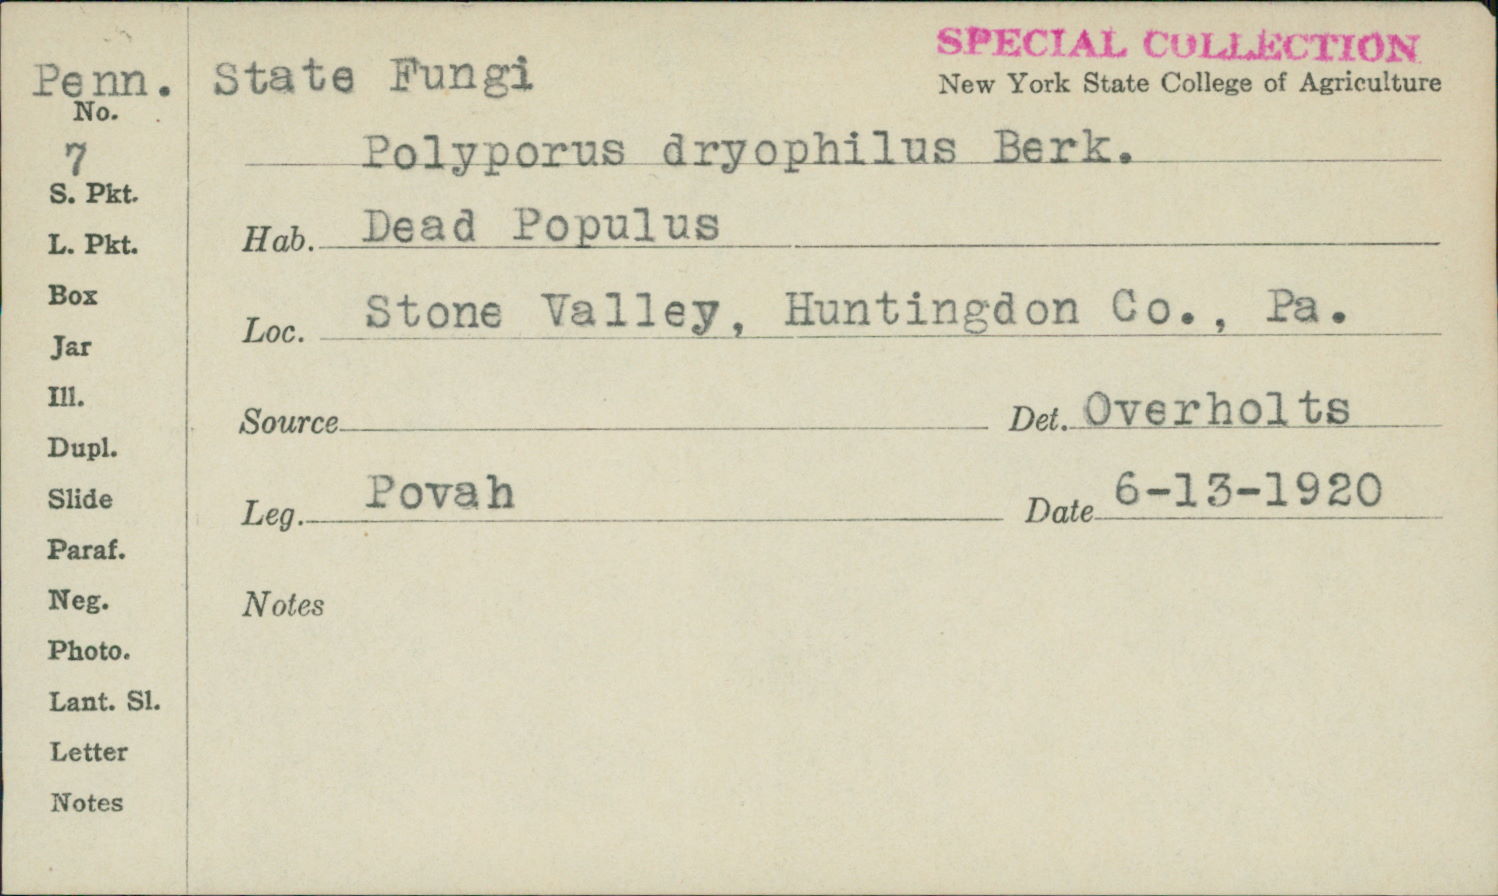 SPECIAL COLLECTION
Penn. State Fungi
New York State College of Agriculture
No.
7
Polyporus dryophilus Berk.
S. Pkt.
Hab. Dead Populus
L. Pkt.
Box
Loc. Stone Valley, Huntingdon Co., Pa.
Jar
Ill.
Source Det. Overholts
Dupl.
Slide
Leg. Povah Date 6-13-1920
Paraf.
Neg.
Notes
Photo.
Lant. Sl.
Letter
Notes